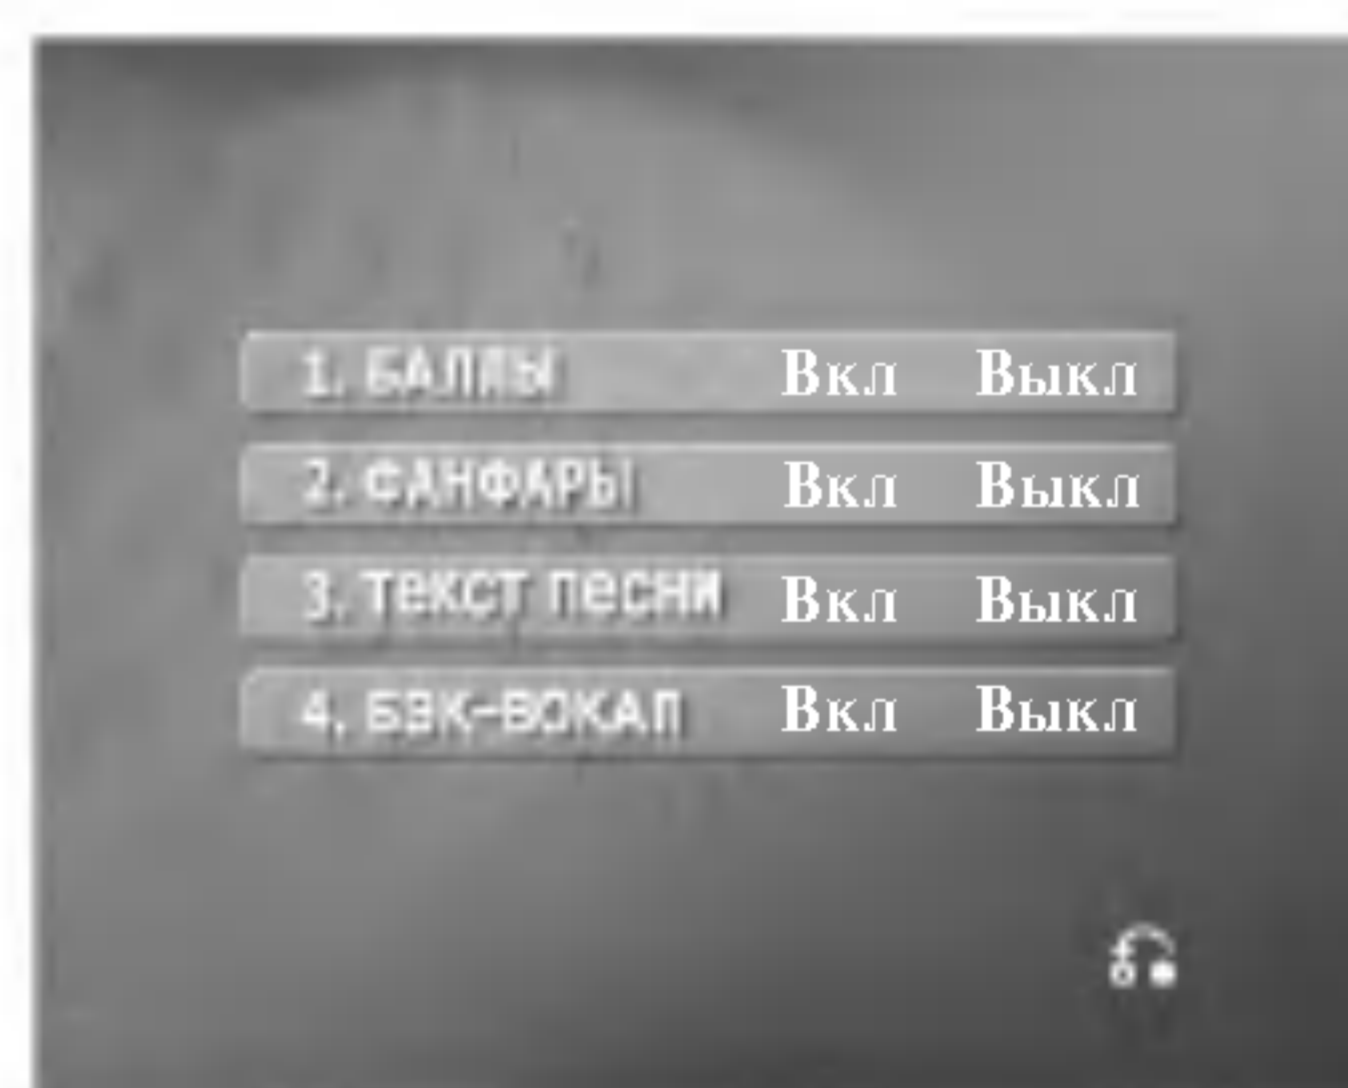 1. БАЛЛЫ Вкл Выкл
2. ФАНФАРЫ Вкл Выкл
3. Текст песни Вкл Выкл
4. БЭК-ВОКАЛ Вкл Выкл